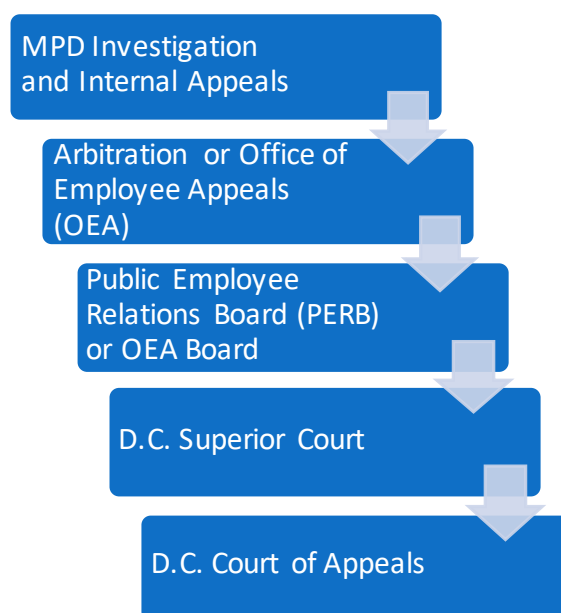 MPD Investigation
and Internal Appeals
Arbitration or Office of
Employee Appeals
(OEA)
Public Employee
Relations Board (PERB)
or OEA Board
D.C. Superior Court
D.C. Court of Appeals